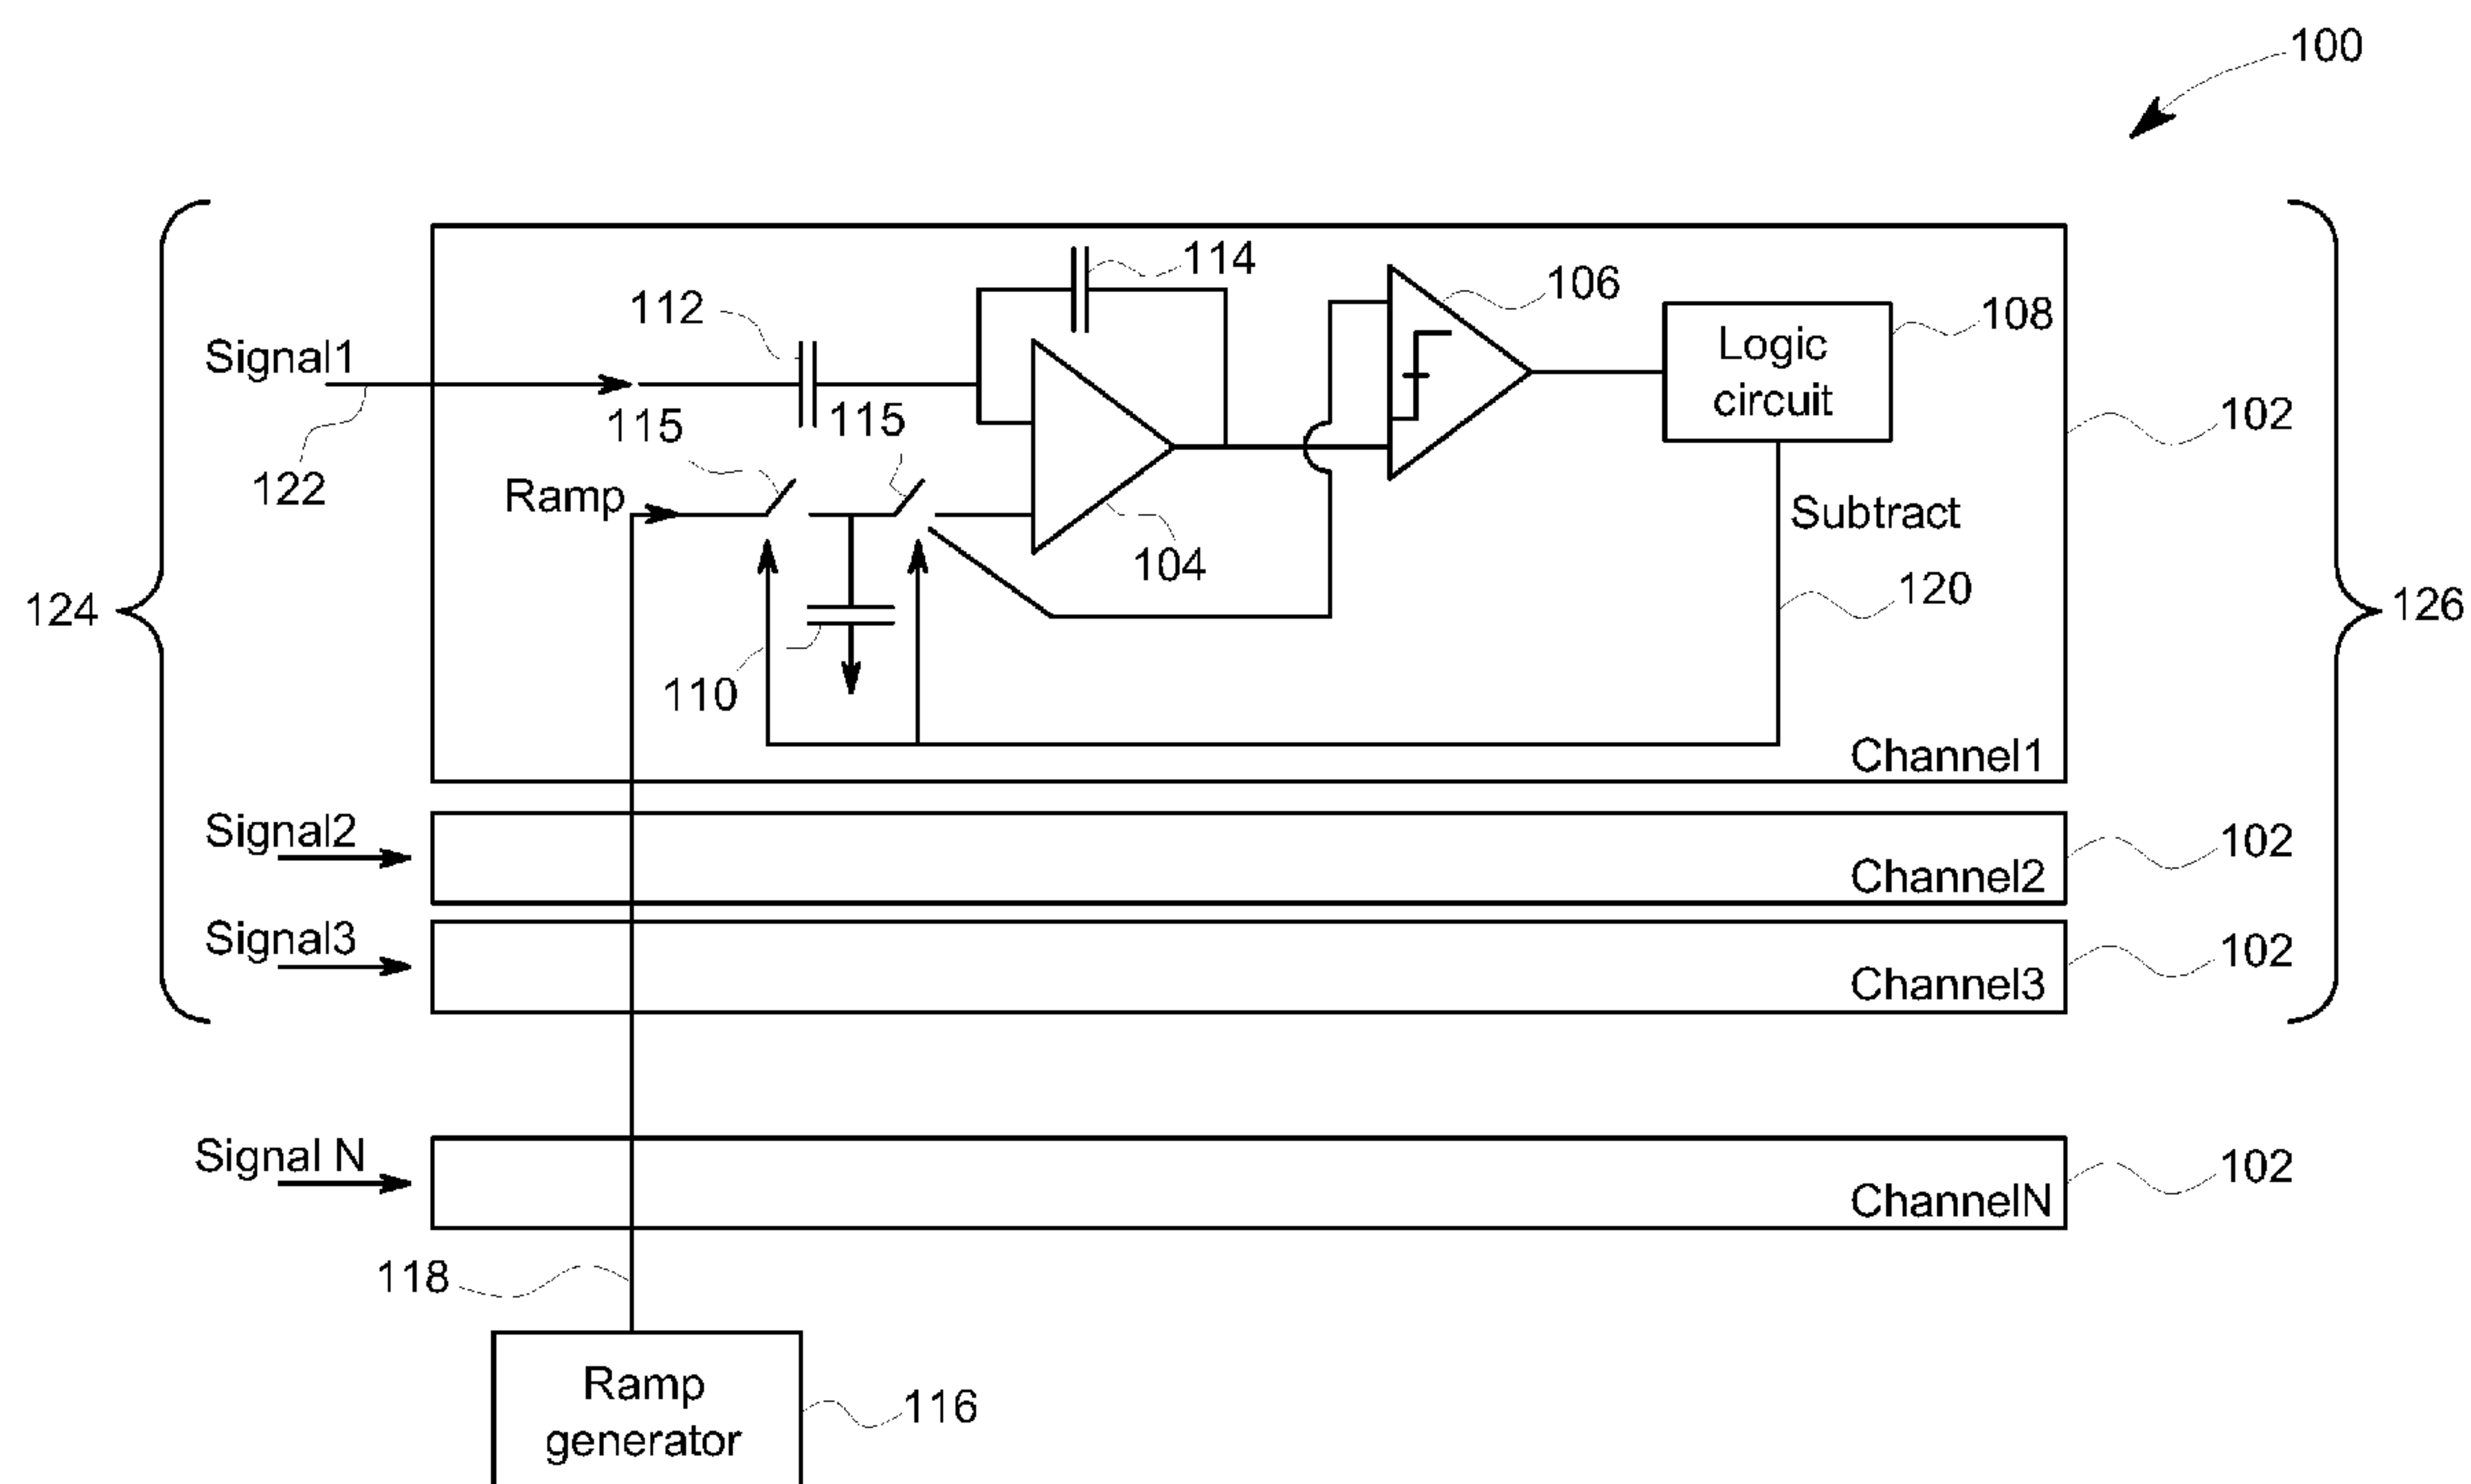 100
114
106
108
112
Logic
circuit
Signal1
115
115
102
122
Ramp
Subtract
104
120
124
126
110
Channel1
Signal2
102
Channel2
Signal3
102
Channel3
Signal N
102
ChannelN
118
Ramp
generator
116